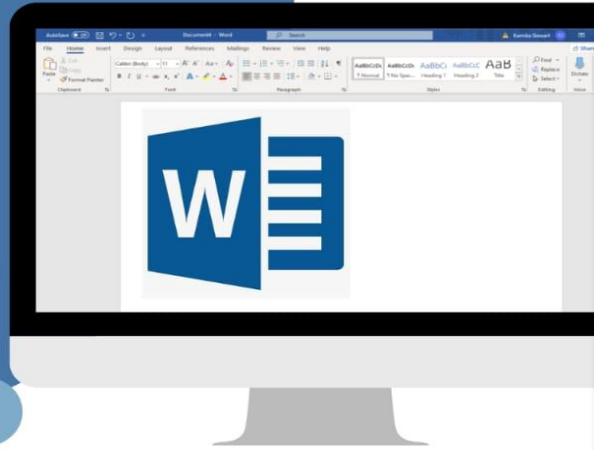 AutoSave Document4 - Word Search Kamika Stewart
File Home Insert Design Layout References Mailings Review View Help Share
Cut Calibri (Body) 11 Find
Paste Copy AaBbCcDc AaBbCcDc AaBbCc AaBbCcC AaB Replace Dictate
Format Painter B I U Normal No Spac... Heading 1 Heading 2 Title Select
Clipboard Font Paragraph Styles Editing Voice
W